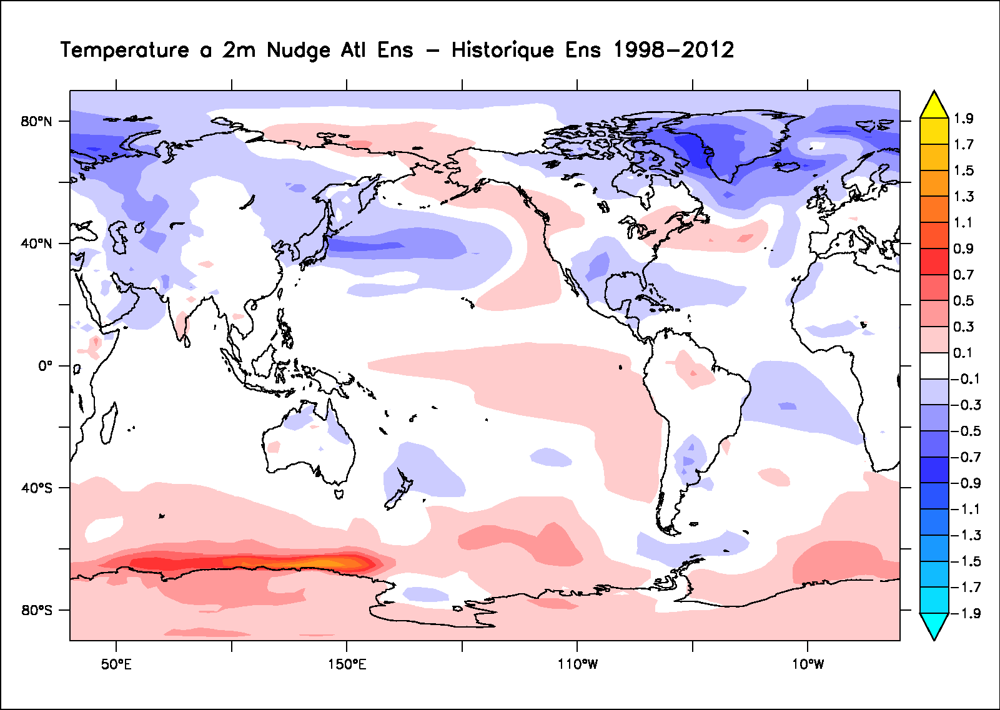 Temperature a 2m Nudge Atl Ens − Historique Ens 1998−2012
80°N
40°N
0°
40°S
80°S
50°E
150°E
110°W
10°W
1.9
1.7
1.5
1.3
1.1
0.9
0.7
0.5
0.3
0.1
−0.1
−0.3
−0.5
−0.7
−0.9
−1.1
−1.3
−1.5
−1.7
−1.9